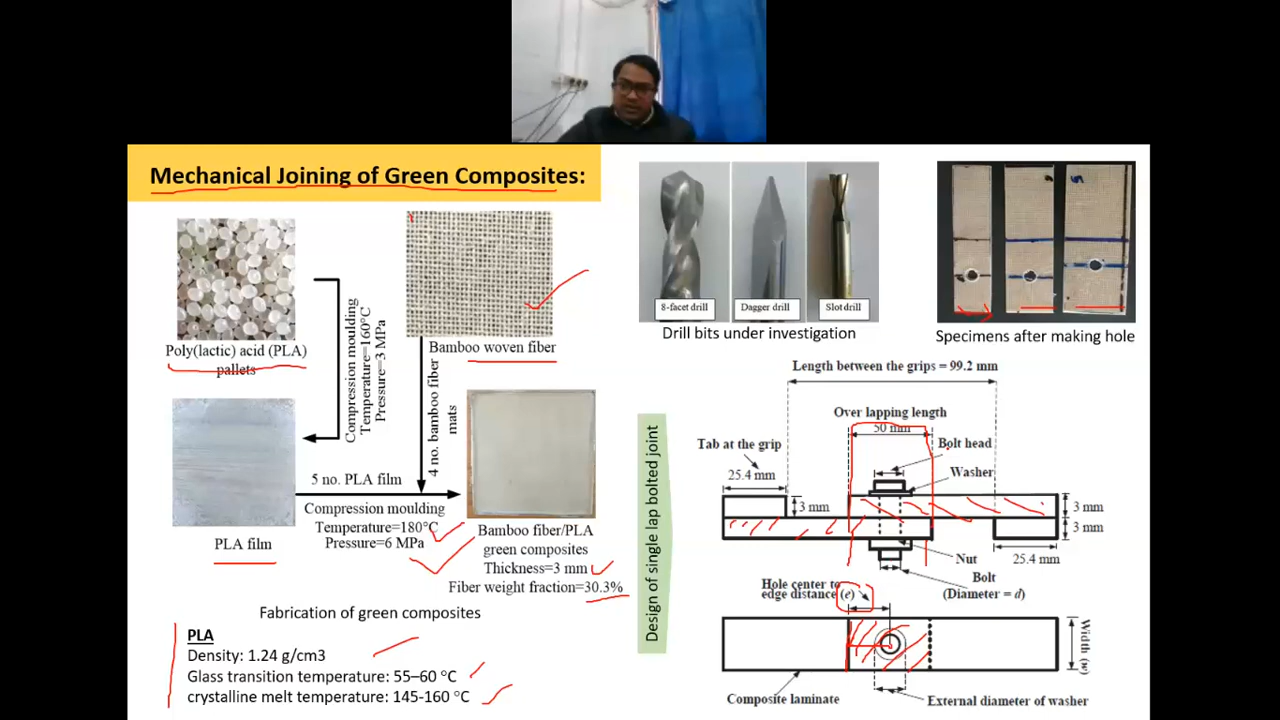 Mechanical Joining of Green Composites:
Poly(lactic) acid (PLA)
pallets
Compression moulding
Temperature=160°C
Pressure=3 MPa
Bamboo woven fiber
4 no. bamboo fiber
mats
PLA film
5 no. PLA film
Compression moulding
Temperature=180°C
Pressure=6 MPa
Bamboo fiber/PLA
green composites
Thickness=3 mm
Fiber weight fraction=30.3%
Fabrication of green composites
PLA
Density: 1.24 g/cm3
Glass transition temperature: 55–60 °C
crystalline melt temperature: 145-160 °C
8-facet drill
Dagger drill
Slot drill
Drill bits under investigation
Specimens after making hole
Design of single lap bolted joint
Length between the grips = 99.2 mm
Over lapping length
50 mm
Tab at the grip
25.4 mm
Bolt head
Washer
3 mm
3 mm
3 mm
Nut
25.4 mm
Bolt
(Diameter = d)
Hole center to
edge distance (e)
Width (w)
Composite laminate
External diameter of washer